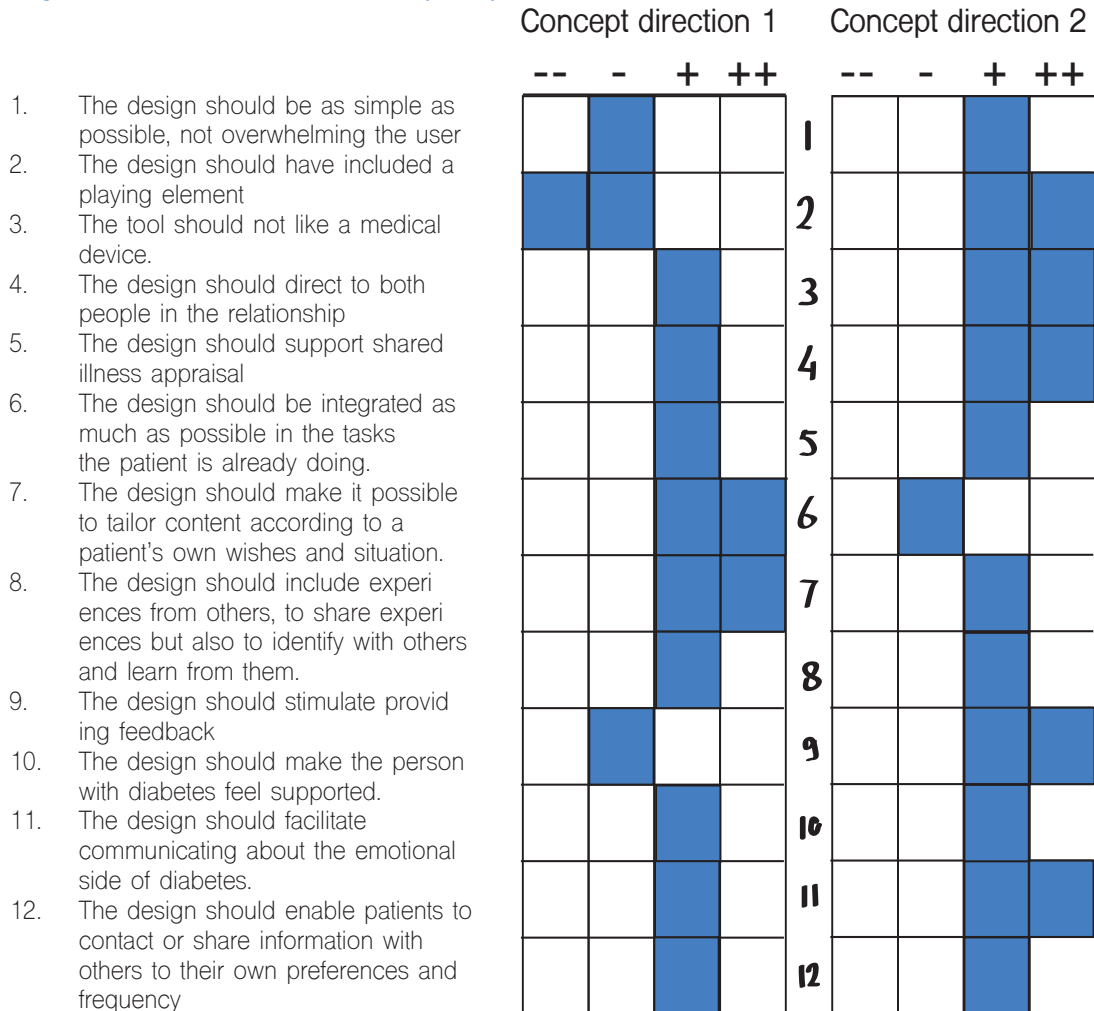 Concept direction 1 Concept direction 2
-- - + ++ -- - + ++
1. The design should be as simple as
possible, not overwhelming the user
2. The design should have included a
playing element
3. The tool should not like a medical
device.
4. The design should direct to both
people in the relationship
5. The design should support shared
illness appraisal
6. The design should be integrated as
much as possible in the tasks
the patient is already doing.
7. The design should make it possible
to tailor content according to a
patient's own wishes and situation.
8. The design should include experi
ences from others, to share experi
ences but also to identify with others
and learn from them.
9. The design should stimulate provid
ing feedback
10. The design should make the person
with diabetes feel supported.
11. The design should facilitate
communicating about the emotional
side of diabetes.
12. The design should enable patients to
contact or share information with
others to their own preferences and
frequency
1
2
3
4
5
6
7
8
9
10
11
12